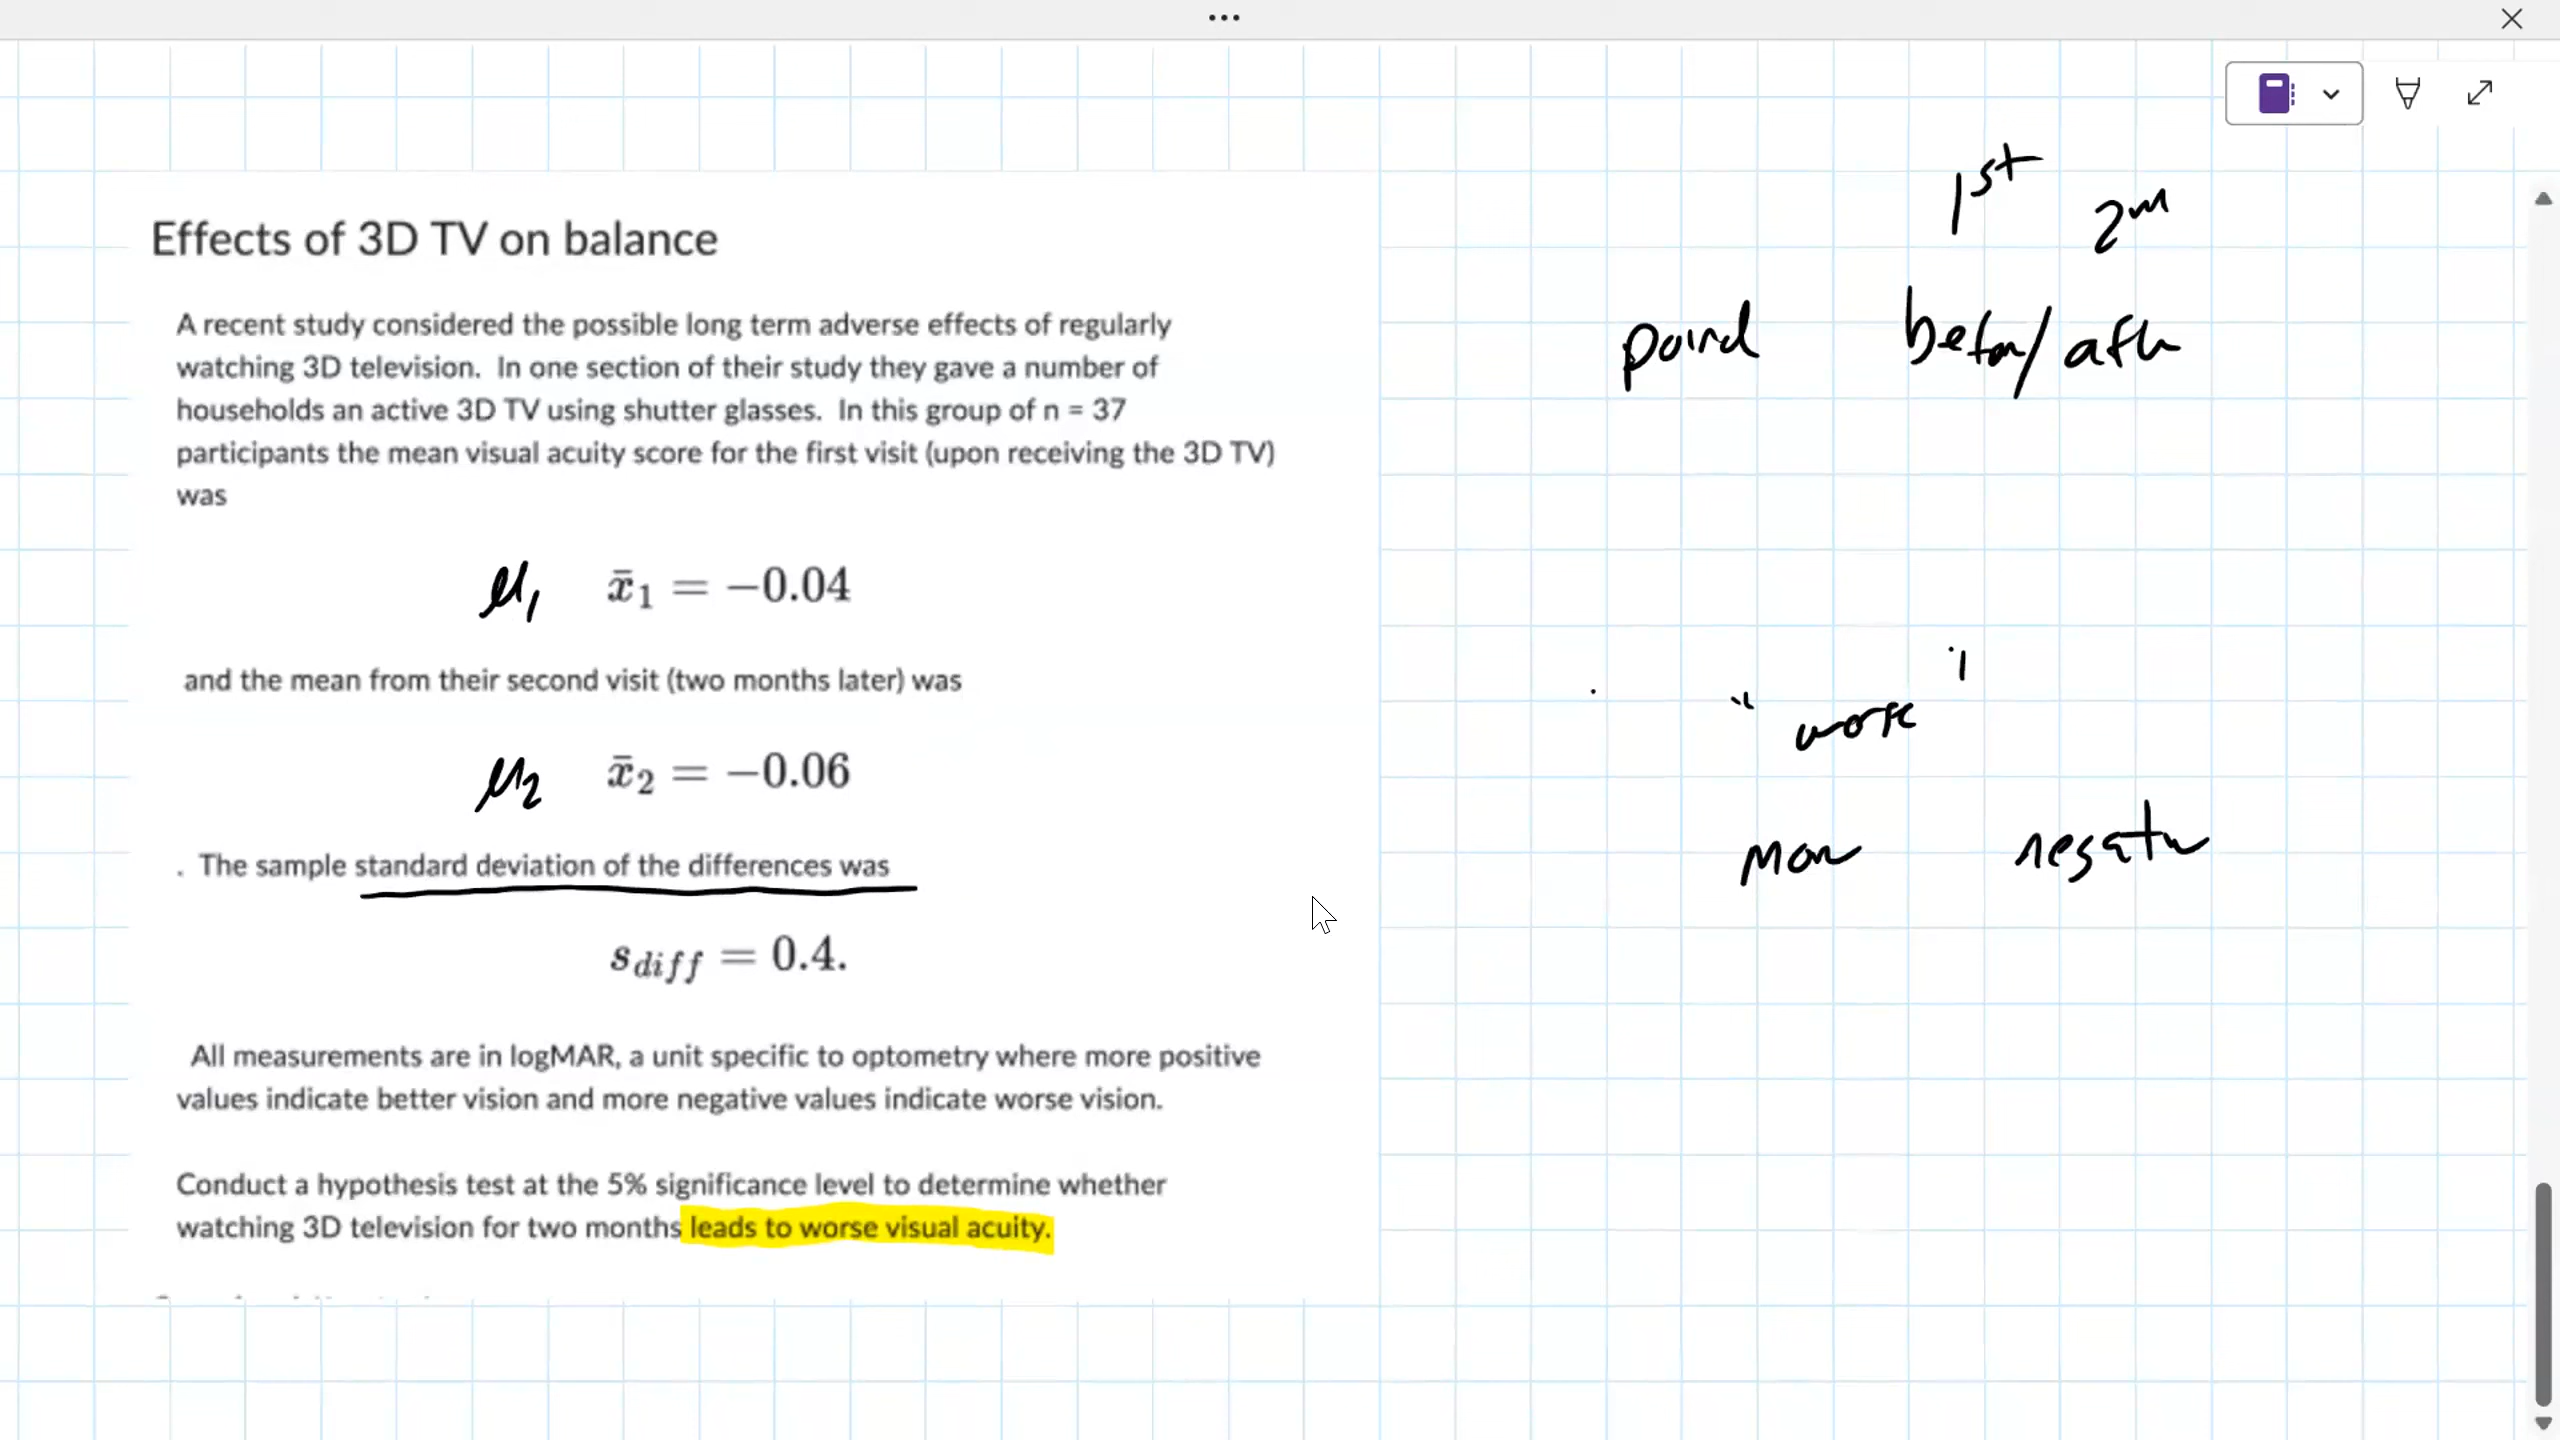 Effects of 3D TV on balance
A recent study considered the possible long term adverse effects of regularly
watching 3D television. In one section of their study they gave a number of
households an active 3D TV using shutter glasses. In this group of n = 37
participants the mean visual acuity score for the first visit (upon receiving the 3D TV)
was
μ₁ x̄₁ = −0.04
and the mean from their second visit (two months later) was
μ₂ x̄₂ = −0.06
. The sample standard deviation of the differences was
s_diff = 0.4.
All measurements are in logMAR, a unit specific to optometry where more positive
values indicate better vision and more negative values indicate worse vision.
Conduct a hypothesis test at the 5% significance level to determine whether
watching 3D television for two months leads to worse visual acuity.
1st
before/after
"worse"
more negative